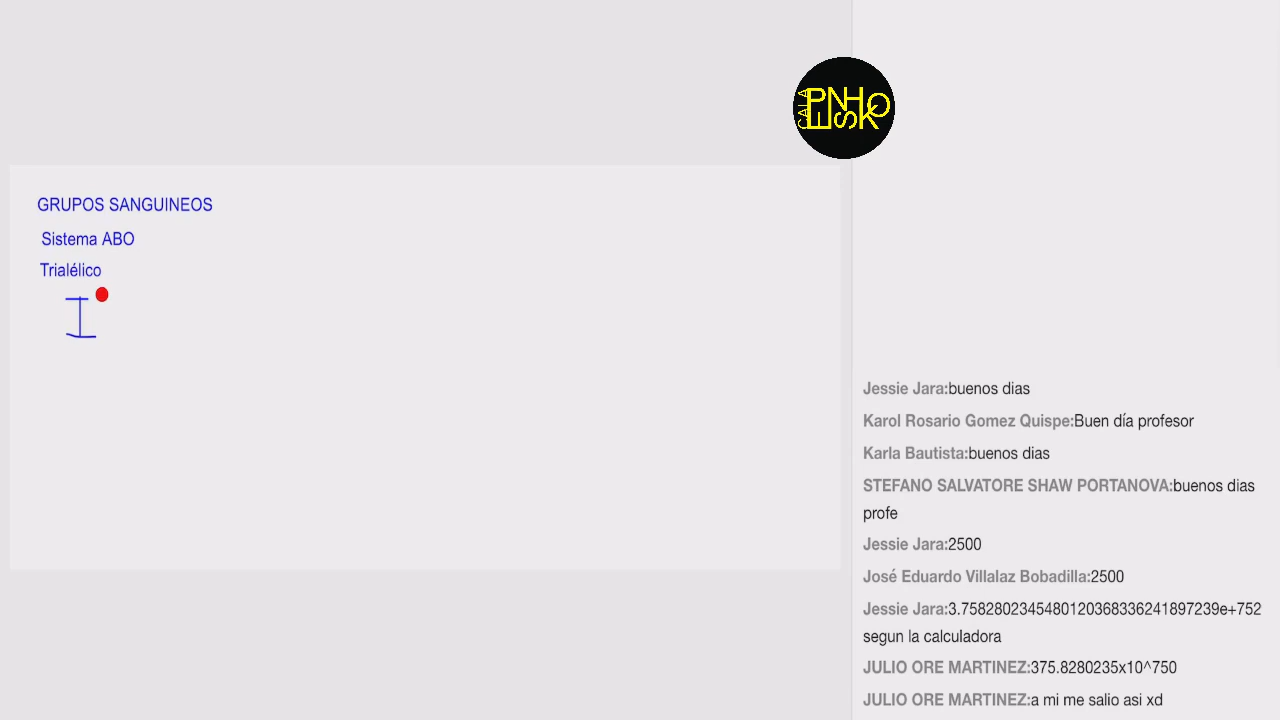 CALA
PENHSKO
GRUPOS SANGUINEOS
Sistema ABO
Trialélico
I
Jessie Jara:buenos dias
Karol Rosario Gomez Quispe:Buen día profesor
Karla Bautista:buenos dias
STEFANO SALVATORE SHAW PORTANOVA:buenos dias
profe
Jessie Jara:2500
José Eduardo Villalaz Bobadilla:2500
Jessie Jara:3.7582802345480120368336241897239e+752
segun la calculadora
JULIO ORE MARTINEZ:375.8280235x10^750
JULIO ORE MARTINEZ:a mi me salio asi xd